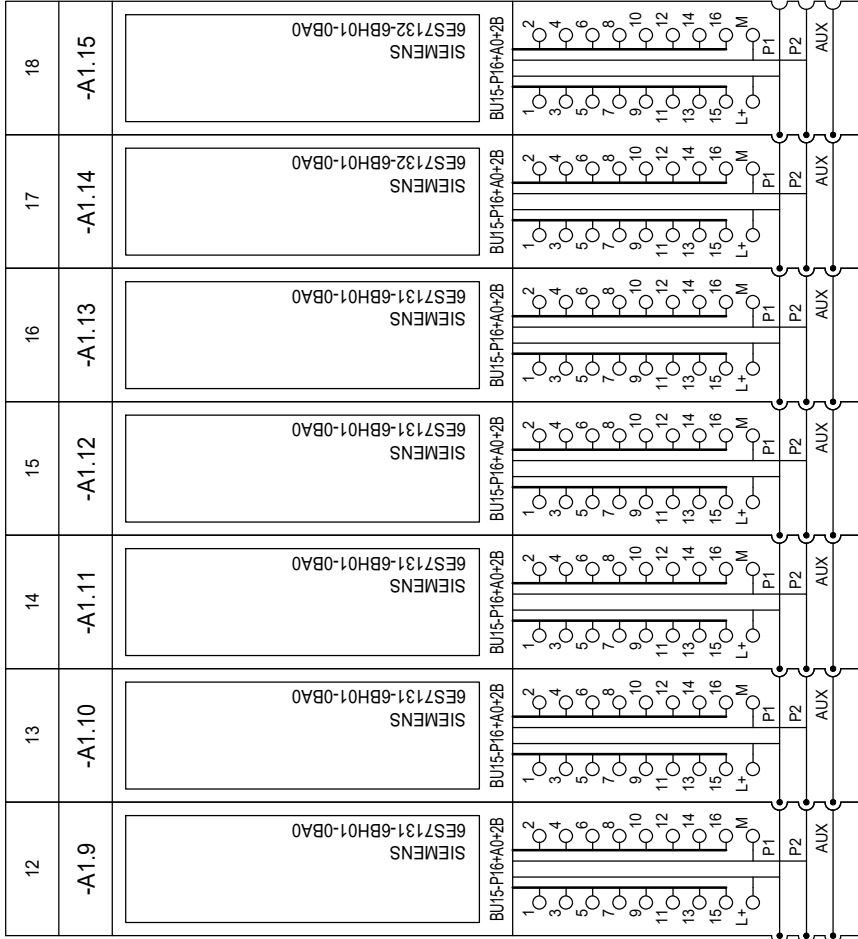 12
-A1.9
SIEMENS
6ES7131-6BH01-0BA0
BU15-P16+A0+2B
1 2
3 4
5 6
7 8
9 10
11 12
13 14
15 16
L+ M
P1
P2
AUX
13
-A1.10
SIEMENS
6ES7131-6BH01-0BA0
BU15-P16+A0+2B
1 2
3 4
5 6
7 8
9 10
11 12
13 14
15 16
L+ M
P1
P2
AUX
14
-A1.11
SIEMENS
6ES7131-6BH01-0BA0
BU15-P16+A0+2B
1 2
3 4
5 6
7 8
9 10
11 12
13 14
15 16
L+ M
P1
P2
AUX
15
-A1.12
SIEMENS
6ES7131-6BH01-0BA0
BU15-P16+A0+2B
1 2
3 4
5 6
7 8
9 10
11 12
13 14
15 16
L+ M
P1
P2
AUX
16
-A1.13
SIEMENS
6ES7131-6BH01-0BA0
BU15-P16+A0+2B
1 2
3 4
5 6
7 8
9 10
11 12
13 14
15 16
L+ M
P1
P2
AUX
17
-A1.14
SIEMENS
6ES7132-6BH01-0BA0
BU15-P16+A0+2B
1 2
3 4
5 6
7 8
9 10
11 12
13 14
15 16
L+ M
P1
P2
AUX
18
-A1.15
SIEMENS
6ES7132-6BH01-0BA0
BU15-P16+A0+2B
1 2
3 4
5 6
7 8
9 10
11 12
13 14
15 16
L+ M
P1
P2
AUX